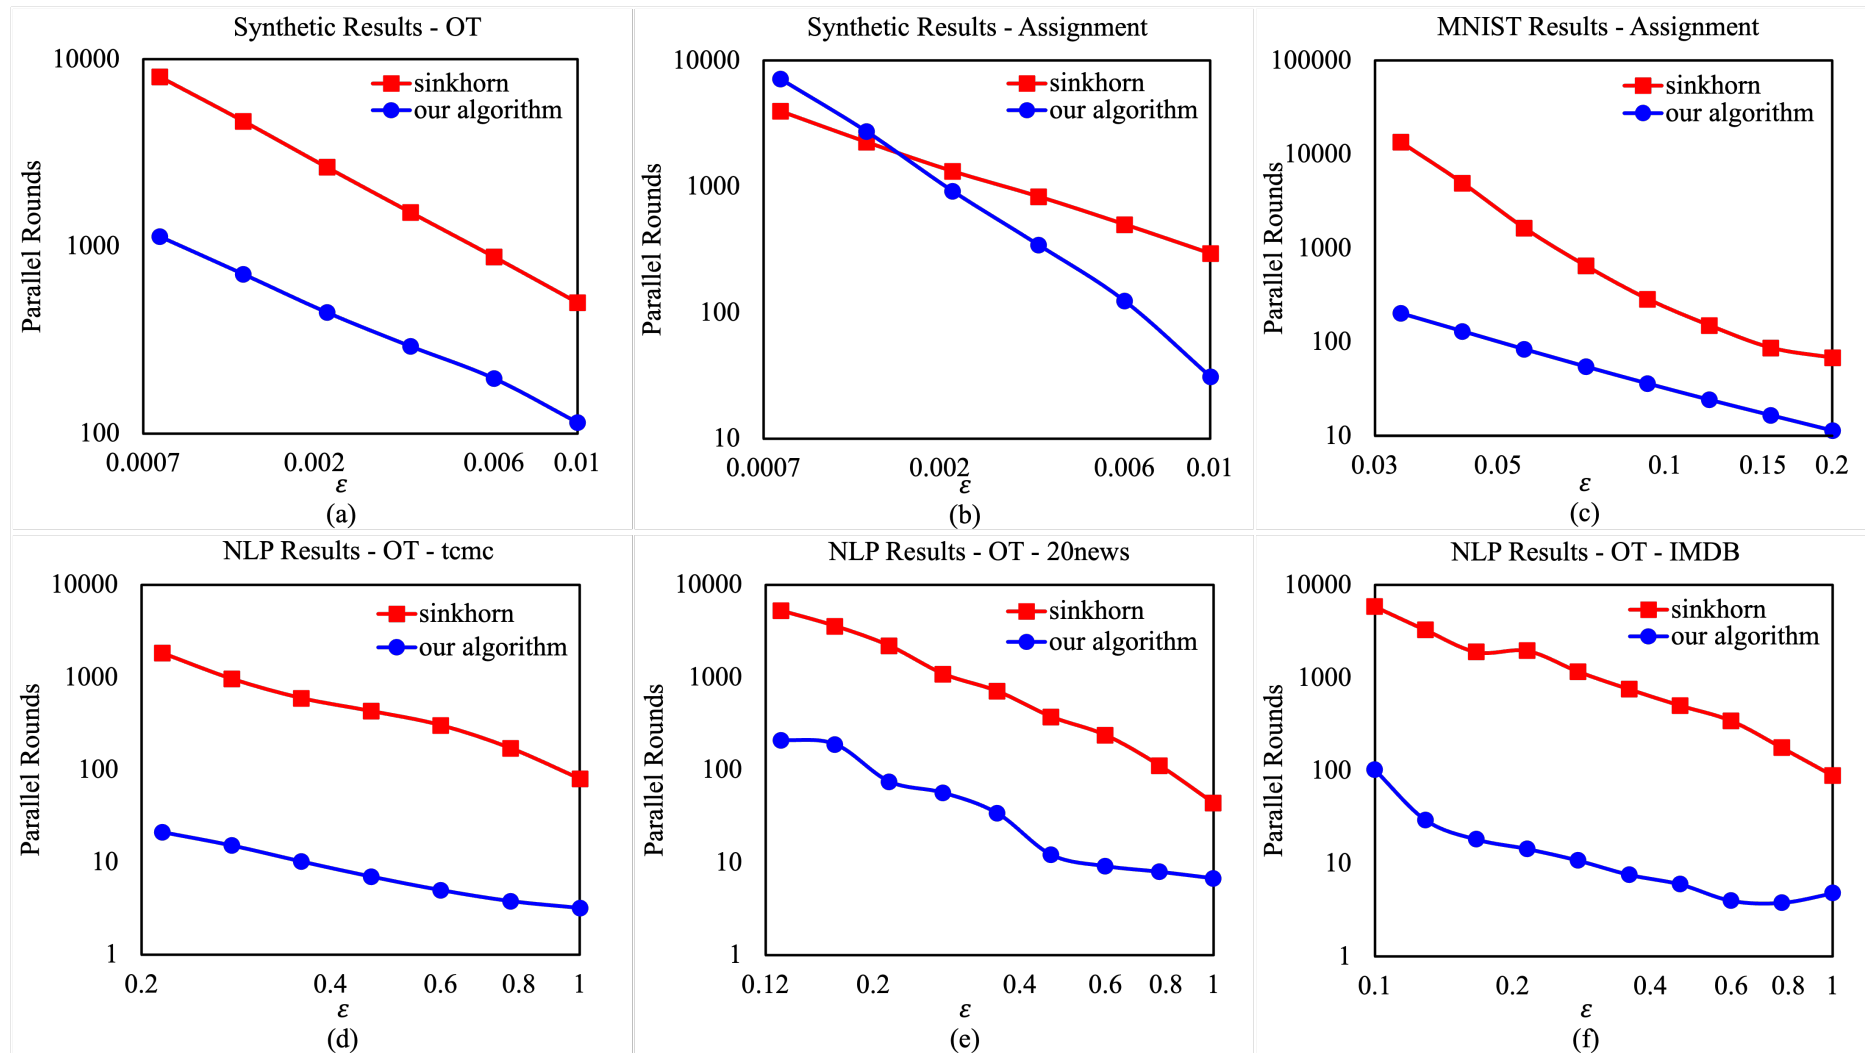 Synthetic Results - OT
10000
1000
100
Parallel Rounds
sinkhorn
our algorithm
0.0007 0.002 0.006 0.01
ε
(a)
Synthetic Results - Assignment
10000
1000
100
10
Parallel Rounds
sinkhorn
our algorithm
0.0007 0.002 0.006 0.01
ε
(b)
MNIST Results - Assignment
100000
10000
1000
100
10
Parallel Rounds
sinkhorn
our algorithm
0.03 0.05 0.1 0.15 0.2
ε
(c)
NLP Results - OT - tcmc
10000
1000
100
10
1
Parallel Rounds
sinkhorn
our algorithm
0.2 0.4 0.6 0.8 1
ε
(d)
NLP Results - OT - 20news
10000
1000
100
10
1
Parallel Rounds
sinkhorn
our algorithm
0.12 0.2 0.4 0.6 0.8 1
ε
(e)
NLP Results - OT - IMDB
10000
1000
100
10
1
Parallel Rounds
sinkhorn
our algorithm
0.1 0.2 0.4 0.6 0.8 1
ε
(f)